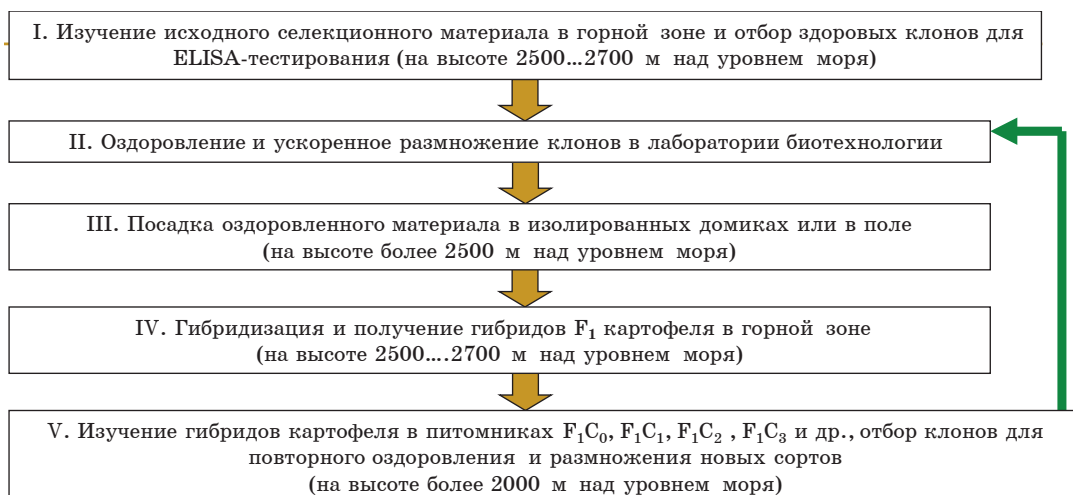 I. Изучение исходного селекционного материала в горной зоне и отбор здоровых клонов для
ELISA-тестирования (на высоте 2500...2700 м над уровнем моря)
II. Оздоровление и ускоренное размножение клонов в лаборатории биотехнологии
III. Посадка оздоровленного материала в изолированных домиках или в поле
(на высоте более 2500 м над уровнем моря)
IV. Гибридизация и получение гибридов F₁ картофеля в горной зоне
(на высоте 2500....2700 м над уровнем моря)
V. Изучение гибридов картофеля в питомниках F₁C₀, F₁C₁, F₁C₂ , F₁C₃ и др., отбор клонов для
повторного оздоровления и размножения новых сортов
(на высоте более 2000 м над уровнем моря)